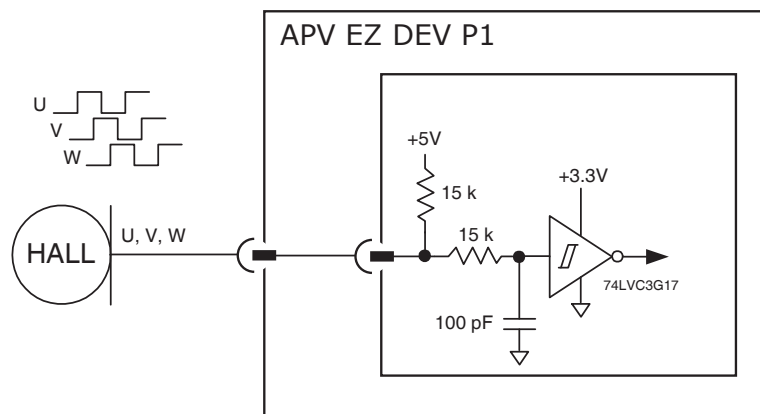 APV EZ DEV P1
U
V
W
+5V
15 k
+3.3V
15 k
U, V, W
HALL
74LVC3G17
100 pF